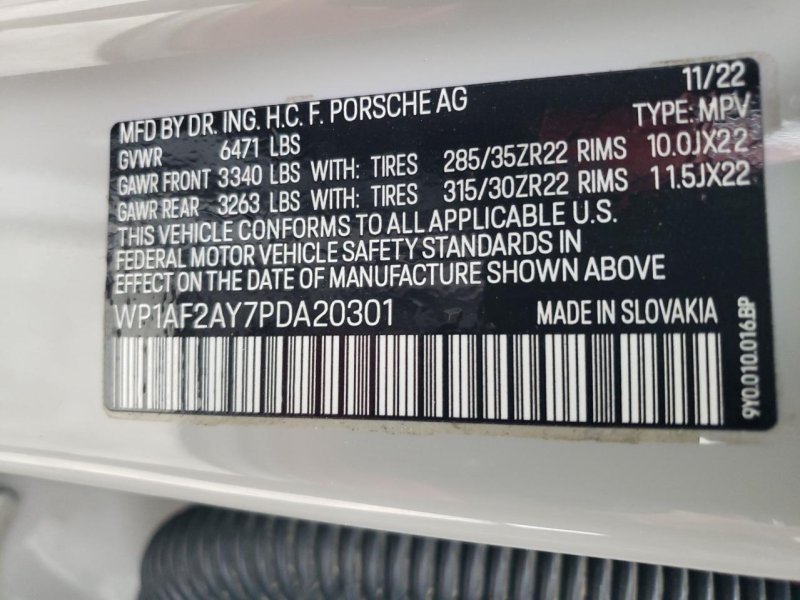 11/22
MFD BY DR. ING. H.C. F. PORSCHE AG TYPE: MPV
GVWR 6471 LBS
GAWR FRONT 3340 LBS WITH: TIRES 285/35ZR22 RIMS 10.0JX22
GAWR REAR 3263 LBS WITH: TIRES 315/30ZR22 RIMS 11.5JX22
THIS VEHICLE CONFORMS TO ALL APPLICABLE U.S.
FEDERAL MOTOR VEHICLE SAFETY STANDARDS IN
EFFECT ON THE DATE OF MANUFACTURE SHOWN ABOVE
WP1AF2AY7PDA20301 MADE IN SLOVAKIA
9Y0.010.016.BP